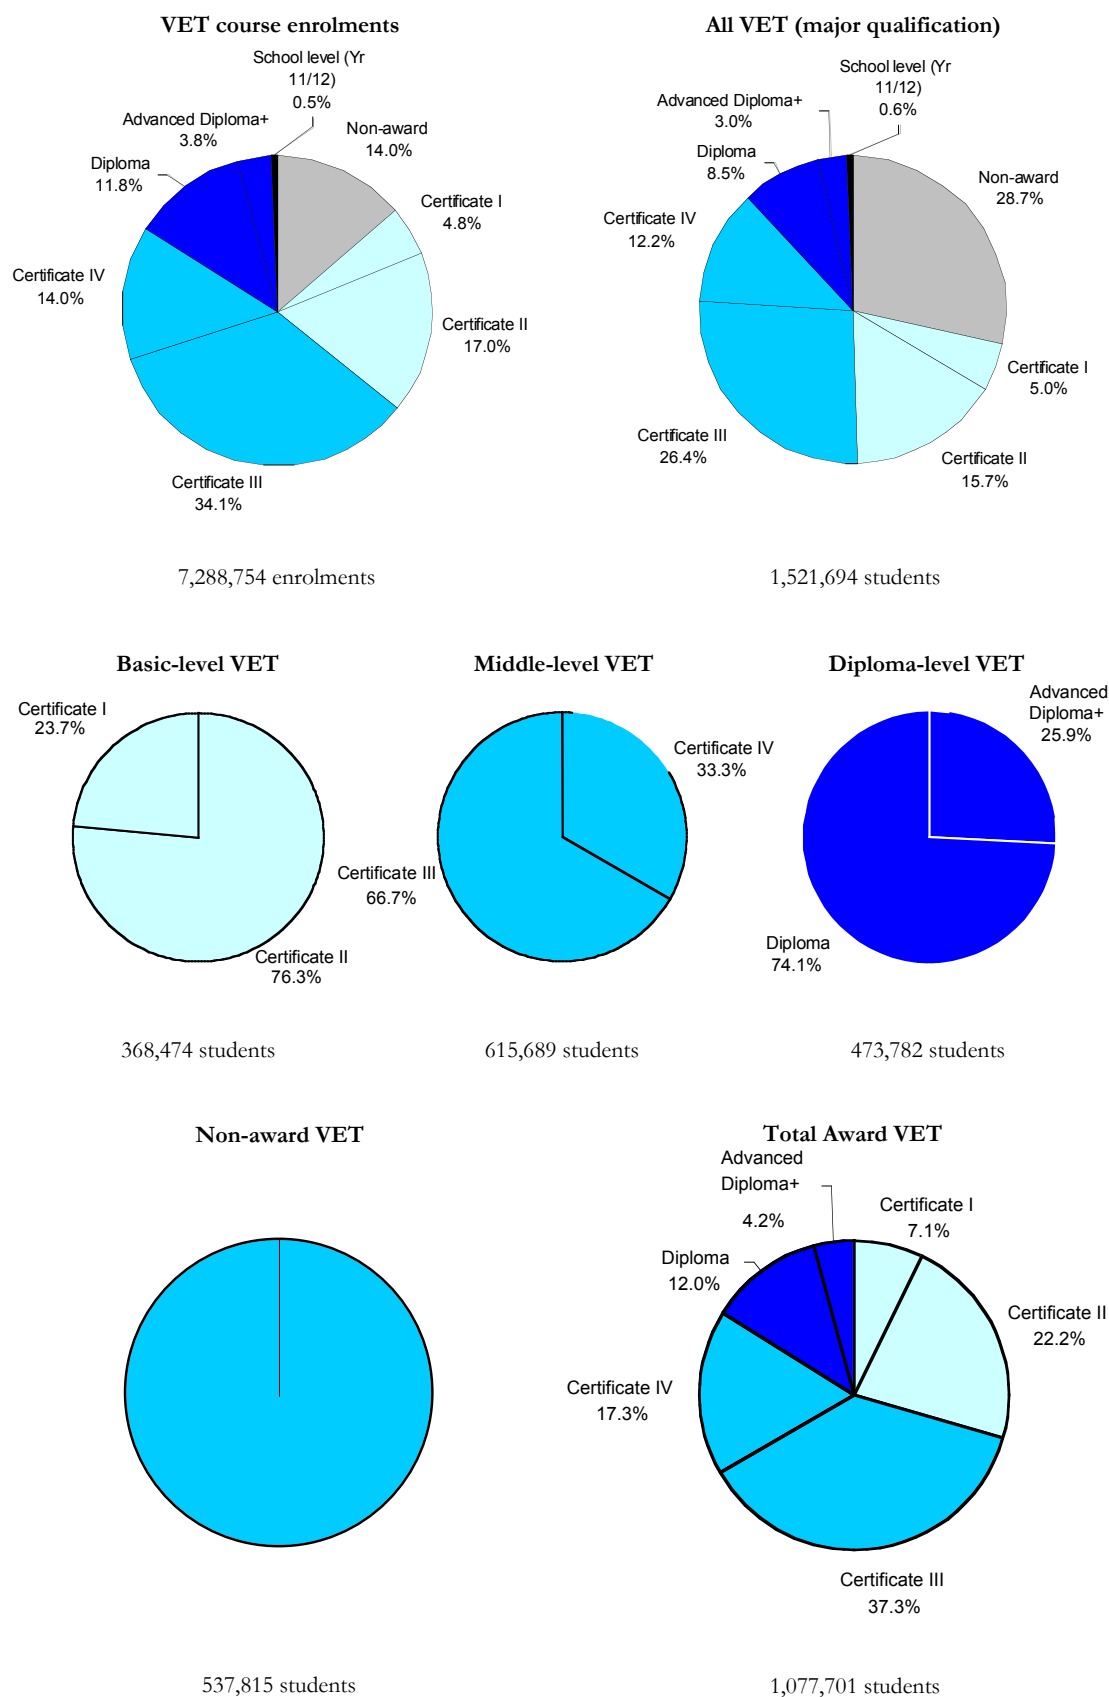 VET course enrolments
School level (Yr
11/12)
0.5%
Advanced Diploma+
3.8%
Non-award
14.0%
Diploma
11.8%
Certificate I
4.8%
Certificate IV
14.0%
Certificate II
17.0%
Certificate III
34.1%
7,288,754 enrolments
All VET (major qualification)
School level (Yr
11/12)
0.6%
Advanced Diploma+
3.0%
Diploma
8.5%
Non-award
28.7%
Certificate IV
12.2%
Certificate I
5.0%
Certificate III
26.4%
Certificate II
15.7%
1,521,694 students
Basic-level VET
Certificate I
23.7%
Certificate II
76.3%
368,474 students
Middle-level VET
Certificate IV
33.3%
Certificate III
66.7%
615,689 students
Diploma-level VET
Advanced
Diploma+
25.9%
Diploma
74.1%
473,782 students
Non-award VET
537,815 students
Total Award VET
Advanced
Diploma+
4.2%
Certificate I
7.1%
Diploma
12.0%
Certificate II
22.2%
Certificate IV
17.3%
Certificate III
37.3%
1,077,701 students